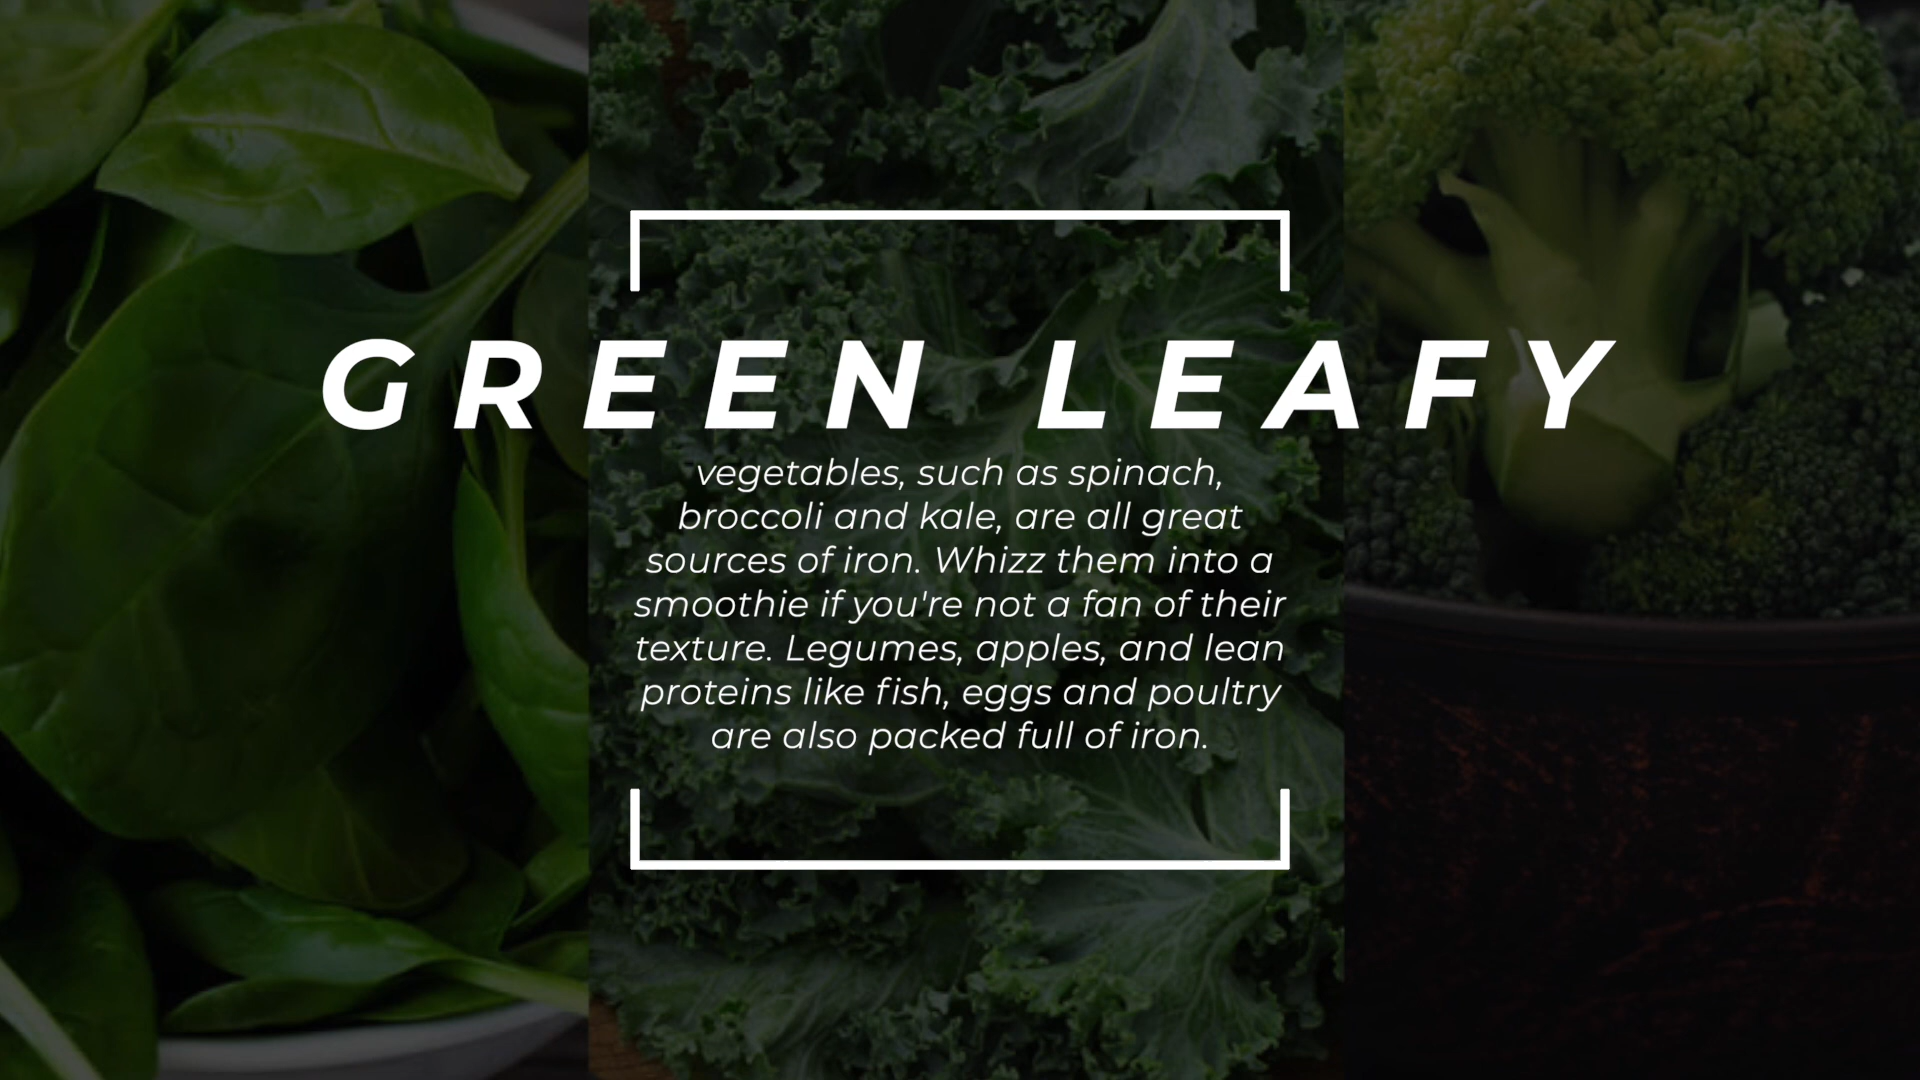 GREEN LEAFY
vegetables, such as spinach,
broccoli and kale, are all great
sources of iron. Whizz them into a
smoothie if you're not a fan of their
texture. Legumes, apples, and lean
proteins like fish, eggs and poultry
are also packed full of iron.